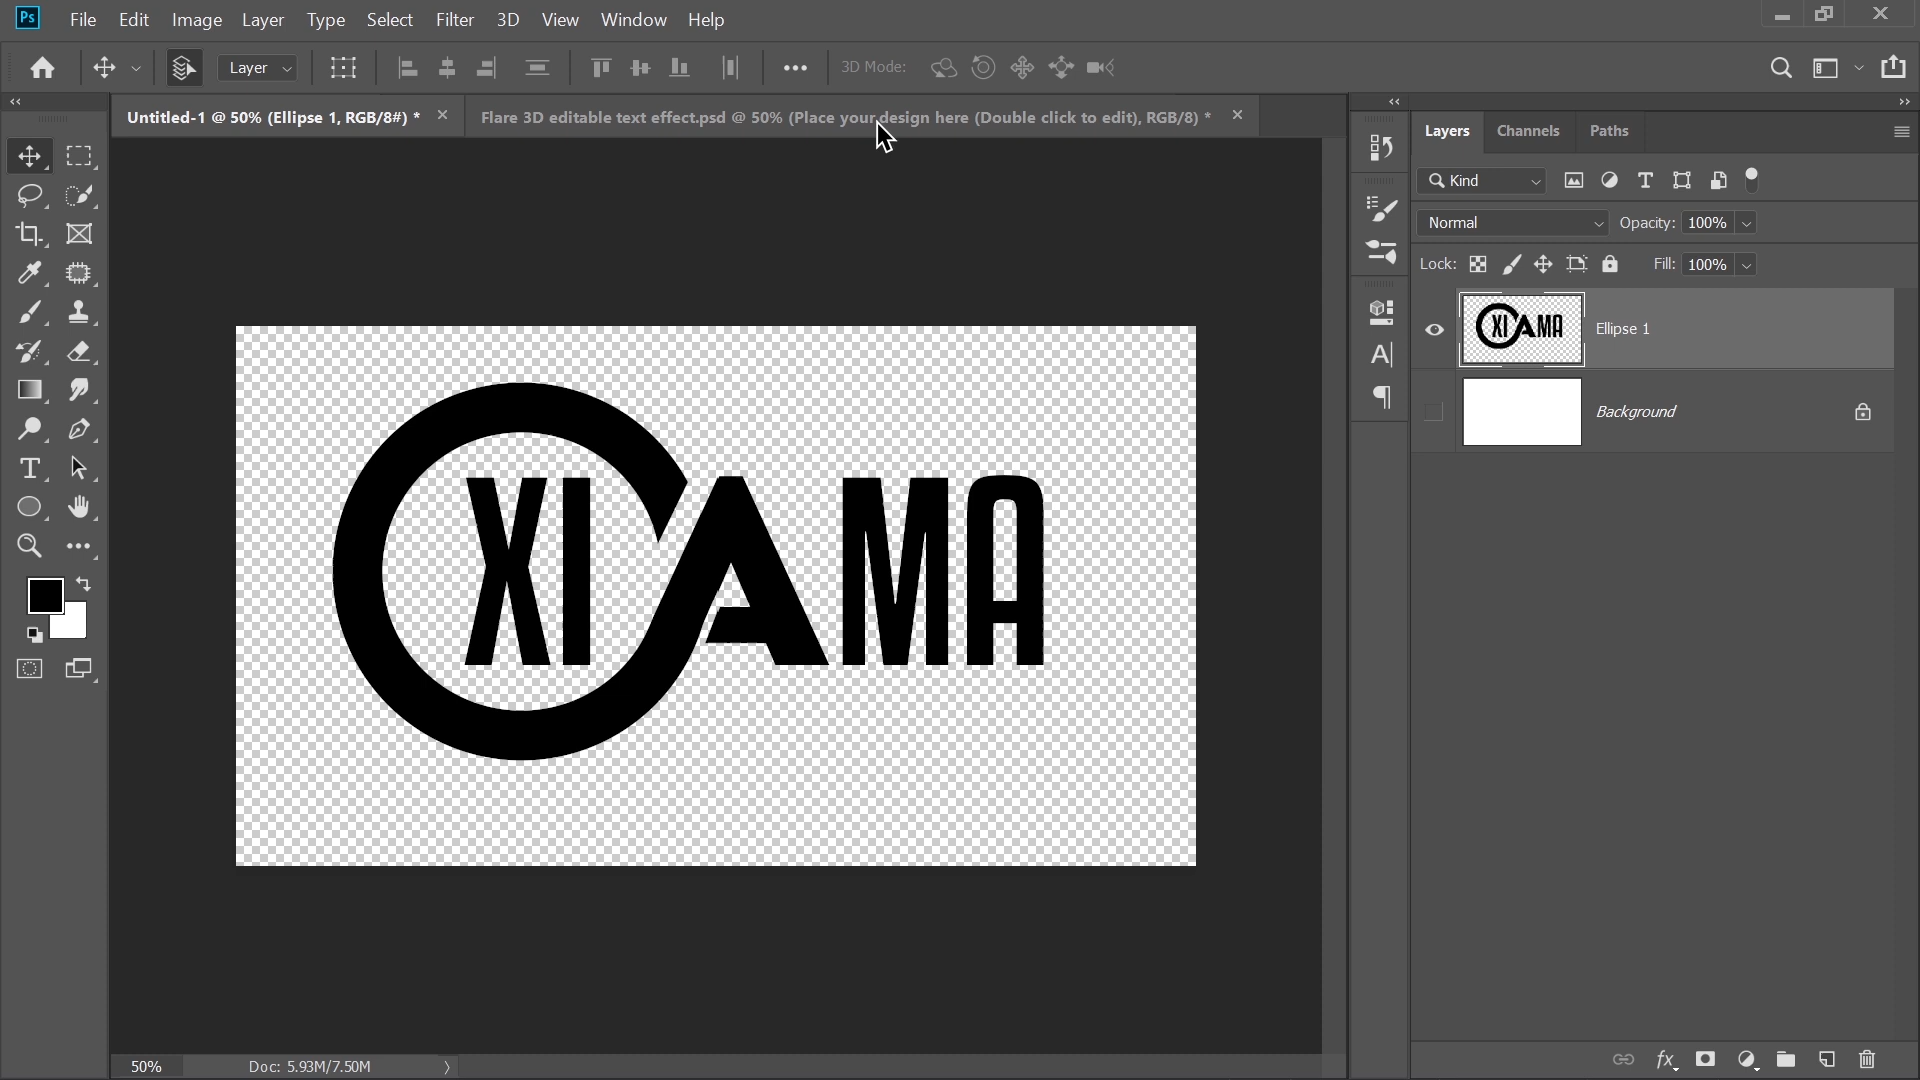 Ps File Edit Image Layer Type Select Filter 3D View Window Help
Layer 3D Mode:
Untitled-1 @ 50% (Ellipse 1, RGB/8#) * Flare 3D editable text effect.psd @ 50% (Place your design here (Double click to edit), RGB/8) *
Layers Channels Paths
Kind
Normal Opacity: 100%
Lock: Fill: 100%
XIAMA Ellipse 1
Background
XIAMA
50% Doc: 5.93M/7.50M